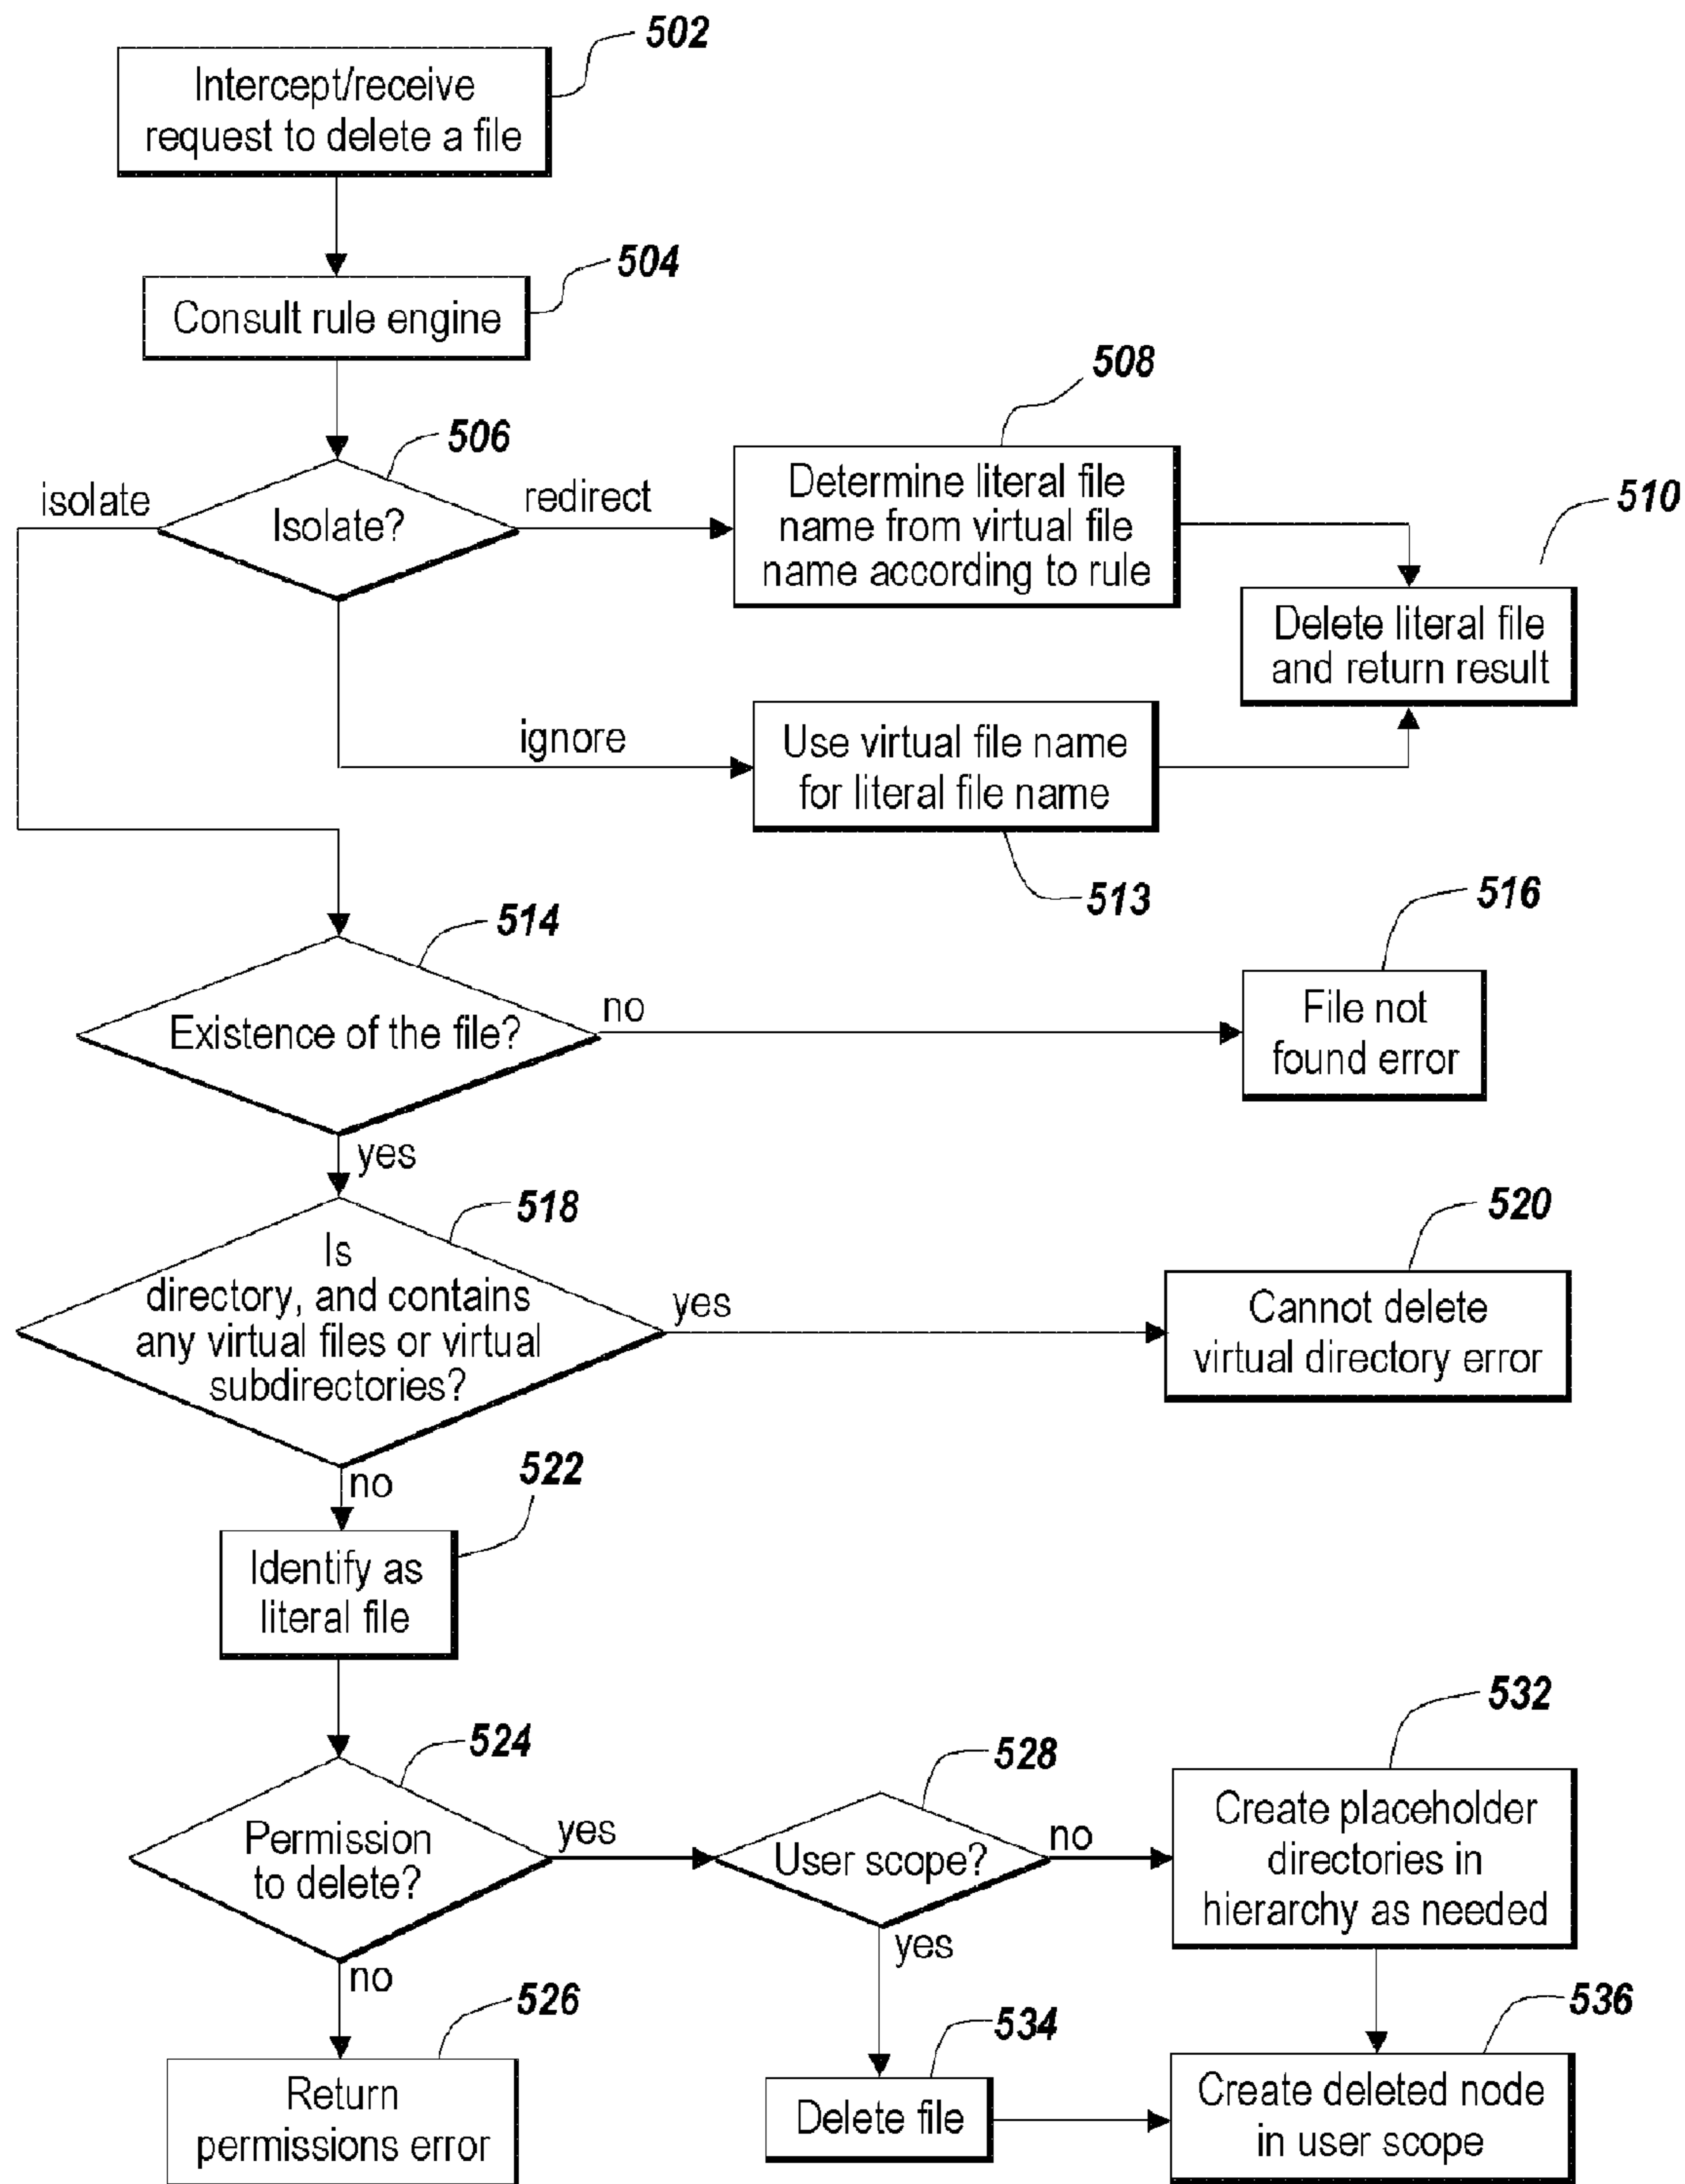 502
Intercept/receive
request to delete a file
504
Consult rule engine
508
506
isolate
redirect
Isolate?
Determine literal file
name from virtual file
name according to rule
510
Delete literal file
and return result
ignore
Use virtual file name
for literal file name
513
516
514
no
Existence of the file?
File not
found error
yes
518
520
Is
directory, and contains
any virtual files or virtual
subdirectories?
yes
Cannot delete
virtual directory error
no
522
Identify as
literal file
532
524
528
Permission
to delete?
yes
User scope?
no
Create placeholder
directories in
hierarchy as needed
yes
no
526
534
536
Return
permissions error
Delete file
Create deleted node
in user scope